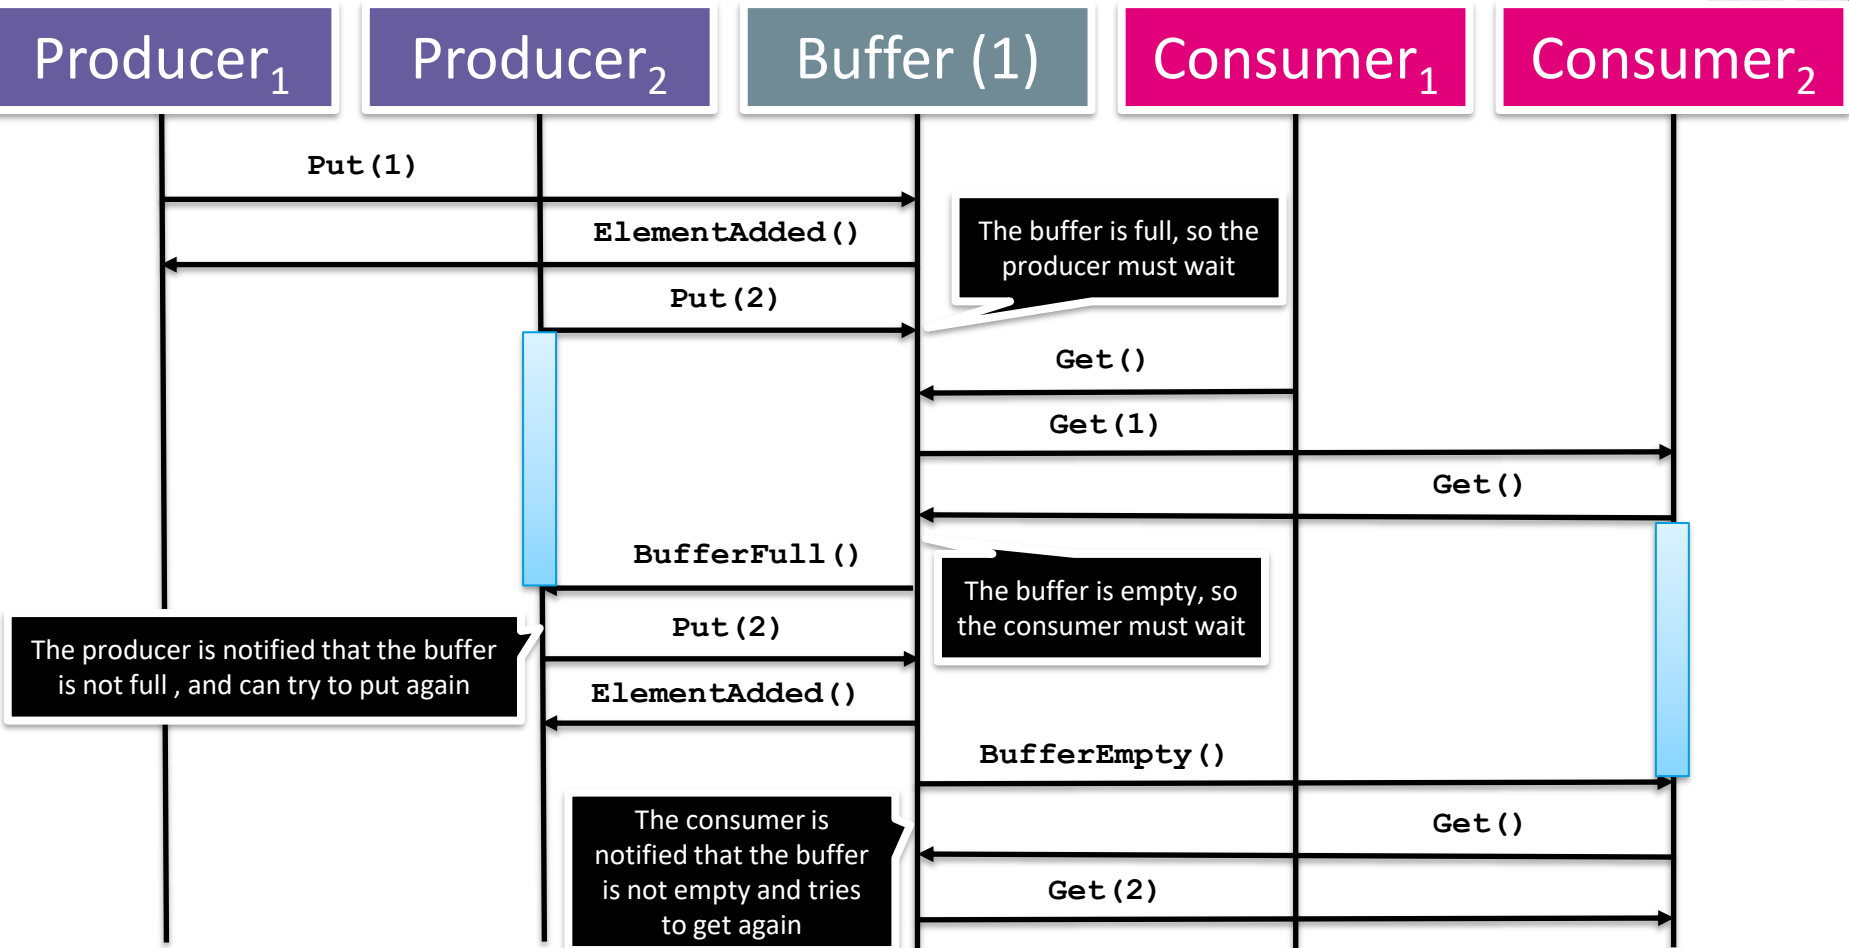 Producer₁
Producer₂
Buffer (1)
Consumer₁
Consumer₂
Put(1)
ElementAdded()
The buffer is full, so the
producer must wait
Put(2)
Get()
Get(1)
Get()
BufferFull()
The buffer is empty, so
the consumer must wait
Put(2)
The producer is notified that the buffer
is not full , and can try to put again
ElementAdded()
BufferEmpty()
The consumer is
notified that the buffer
is not empty and tries
to get again
Get()
Get(2)